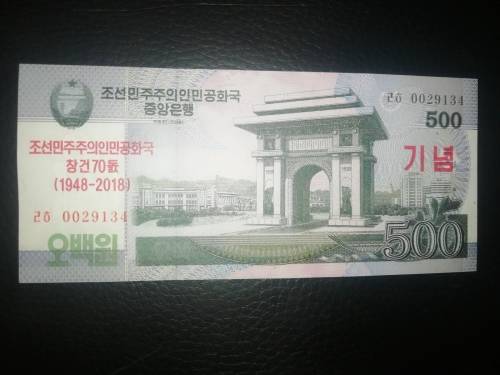 조선민주주의인민공화국
중앙은행
ㄹㅎ 0029134
500
조선민주주의인민공화국
창건70돐
(1948-2018)
기념
ㄹㅎ 0029134
오백원
500